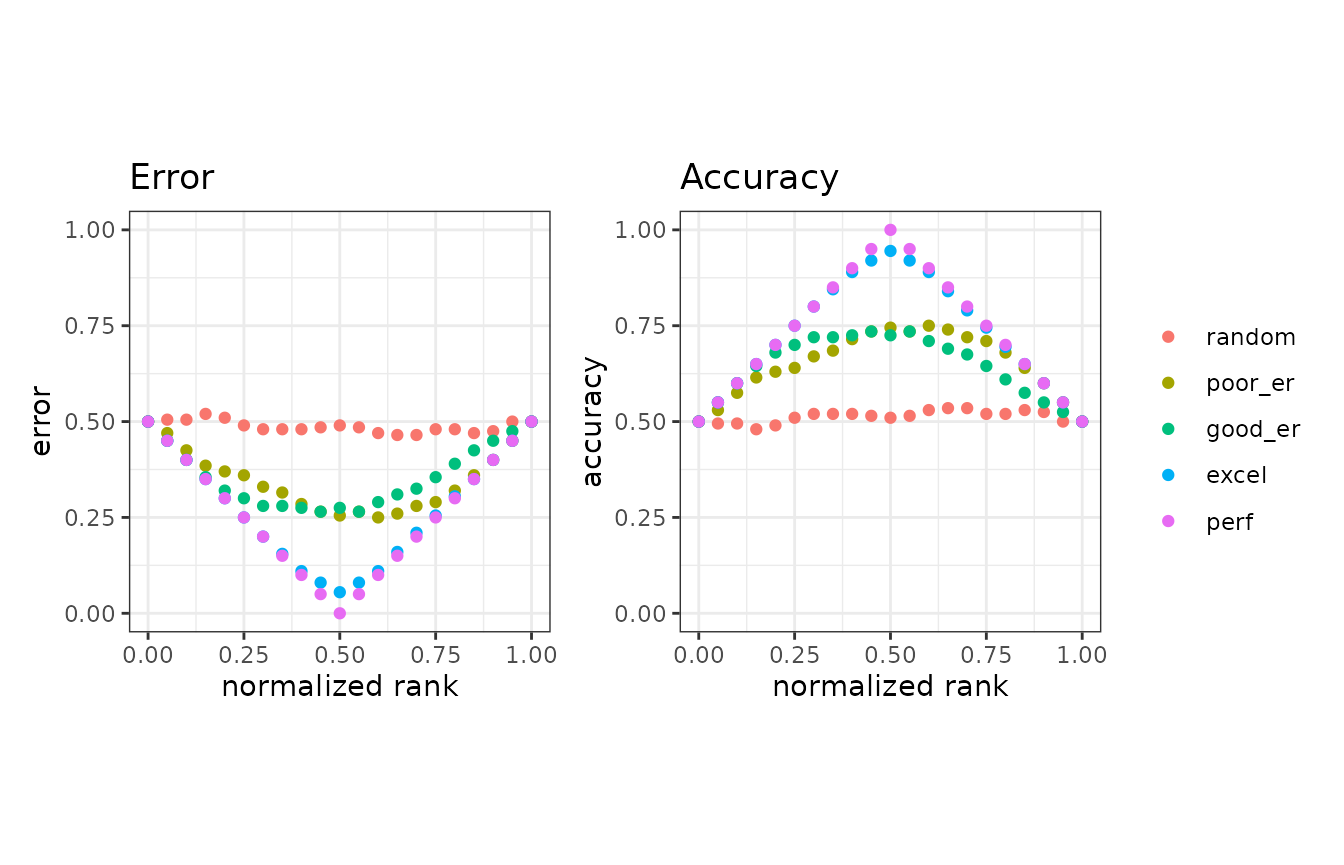 Error
1.00
0.75
0.50
0.25
0.00
error
0.00 0.25 0.50 0.75 1.00
normalized rank
Accuracy
1.00
0.75
0.50
0.25
0.00
accuracy
0.00 0.25 0.50 0.75 1.00
normalized rank
random
poor_er
good_er
excel
perf